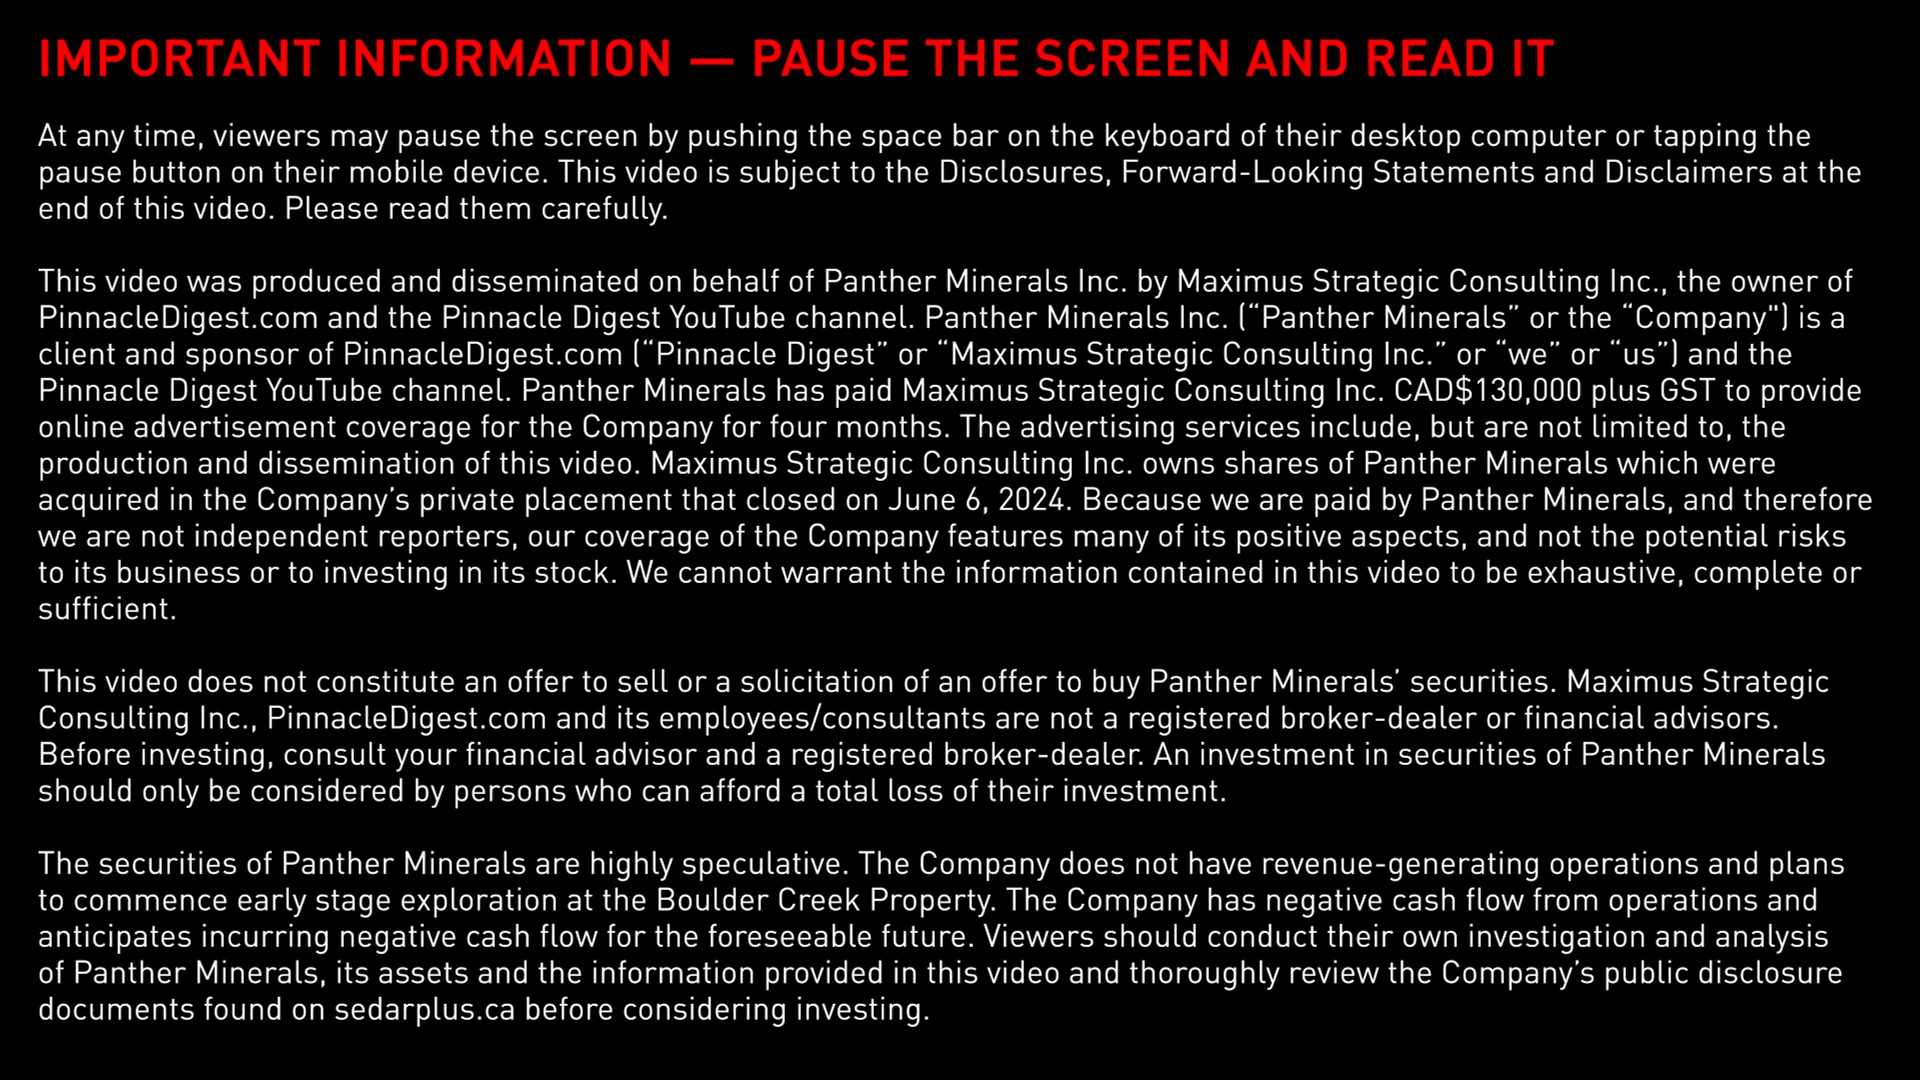 IMPORTANT INFORMATION — PAUSE THE SCREEN AND READ IT
At any time, viewers may pause the screen by pushing the space bar on the keyboard of their desktop computer or tapping the
pause button on their mobile device. This video is subject to the Disclosures, Forward-Looking Statements and Disclaimers at the
end of this video. Please read them carefully.
This video was produced and disseminated on behalf of Panther Minerals Inc. by Maximus Strategic Consulting Inc., the owner of
PinnacleDigest.com and the Pinnacle Digest YouTube channel. Panther Minerals Inc. (“Panther Minerals” or the “Company") is a
client and sponsor of PinnacleDigest.com (“Pinnacle Digest” or “Maximus Strategic Consulting Inc.” or “we” or “us”) and the
Pinnacle Digest YouTube channel. Panther Minerals has paid Maximus Strategic Consulting Inc. CAD$130,000 plus GST to provide
online advertisement coverage for the Company for four months. The advertising services include, but are not limited to, the
production and dissemination of this video. Maximus Strategic Consulting Inc. owns shares of Panther Minerals which were
acquired in the Company’s private placement that closed on June 6, 2024. Because we are paid by Panther Minerals, and therefore
we are not independent reporters, our coverage of the Company features many of its positive aspects, and not the potential risks
to its business or to investing in its stock. We cannot warrant the information contained in this video to be exhaustive, complete or
sufficient.
This video does not constitute an offer to sell or a solicitation of an offer to buy Panther Minerals’ securities. Maximus Strategic
Consulting Inc., PinnacleDigest.com and its employees/consultants are not a registered broker-dealer or financial advisors.
Before investing, consult your financial advisor and a registered broker-dealer. An investment in securities of Panther Minerals
should only be considered by persons who can afford a total loss of their investment.
The securities of Panther Minerals are highly speculative. The Company does not have revenue-generating operations and plans
to commence early stage exploration at the Boulder Creek Property. The Company has negative cash flow from operations and
anticipates incurring negative cash flow for the foreseeable future. Viewers should conduct their own investigation and analysis
of Panther Minerals, its assets and the information provided in this video and thoroughly review the Company’s public disclosure
documents found on sedarplus.ca before considering investing.